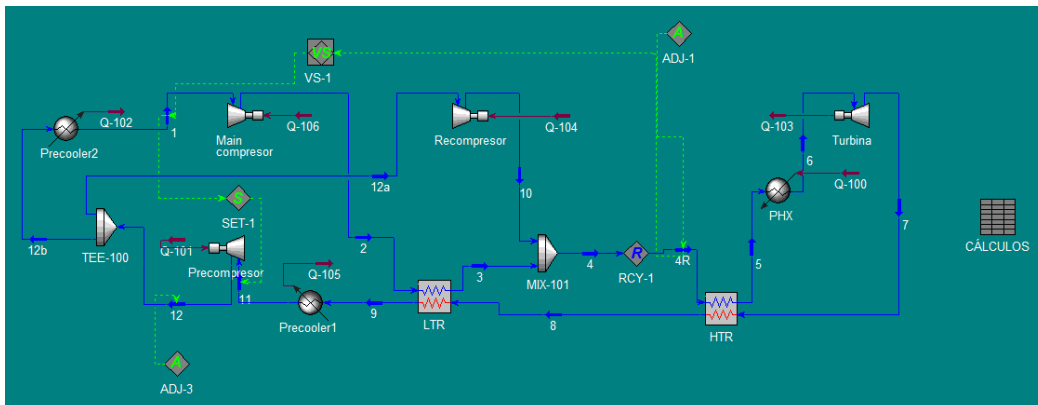 A
ADJ-1
VS
VS-1
Q-102
1
Precooler2
Q-106
Main
compresor
Q-104
Recompresor
Q-103
Turbina
6
Q-100
PHX
7
CÁLCULOS
12a
10
S
SET-1
2
12b
TEE-100
Q-101
Precompresor
Q-105
3
MIX-101
4
R
RCY-1
4R
5
12
11
Precooler1
9
LTR
8
HTR
A
ADJ-3